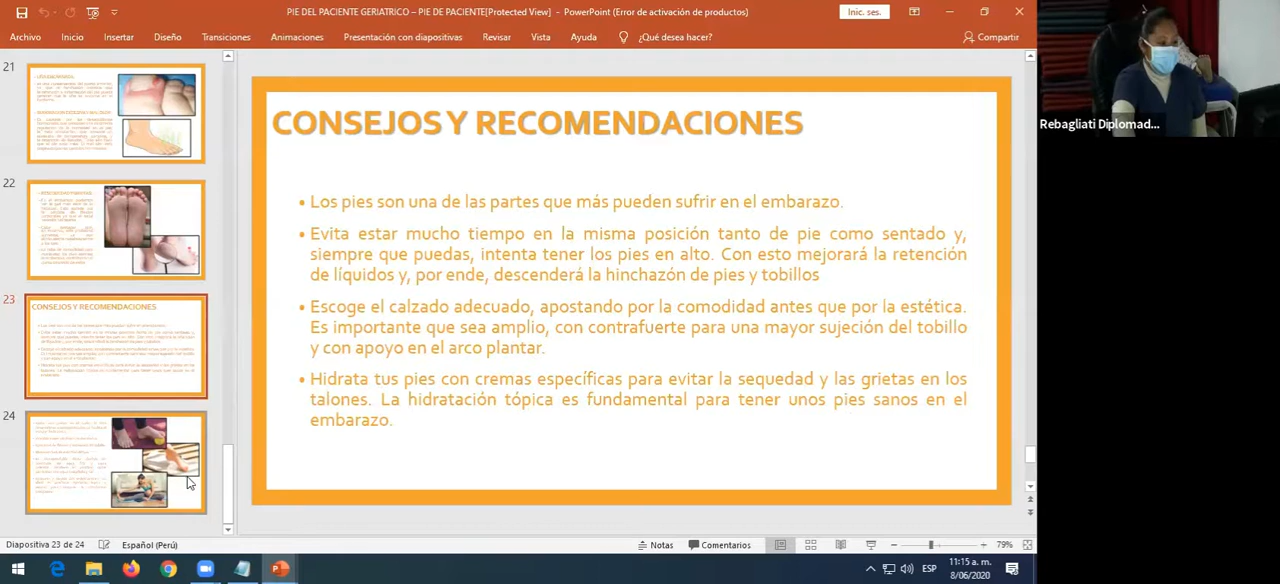 PIE DEL PACIENTE GERIATRICO – PIE DE PACIENTE[Protected View] - PowerPoint (Error de activación de productos)
Inic. ses.
Archivo Inicio Insertar Diseño Transiciones Animaciones Presentación con diapositivas Revisar Vista Ayuda ¿Qué desea hacer? Compartir
21
22
23
CONSEJOS Y RECOMENDACIONES
24
CONSEJOS Y RECOMENDACIONES
• Los pies son una de las partes que más pueden sufrir en el embarazo.
• Evita estar mucho tiempo en la misma posición tanto de pie como sentado y,
siempre que puedas, intenta tener los pies en alto. Con esto mejorará la retención
de líquidos y, por ende, descenderá la hinchazón de pies y tobillos
• Escoge el calzado adecuado, apostando por la comodidad antes que por la estética.
Es importante que sea amplio, con contrafuerte para una mayor sujeción del tobillo
y con apoyo en el arco plantar.
• Hidrata tus pies con cremas específicas para evitar la sequedad y las grietas en los
talones. La hidratación tópica es fundamental para tener unos pies sanos en el
embarazo.
Rebagliati Diplomad...
Diapositiva 23 de 24 Español (Perú) Notas Comentarios 79%
ESP 11:15 a. m.
8/06/2020